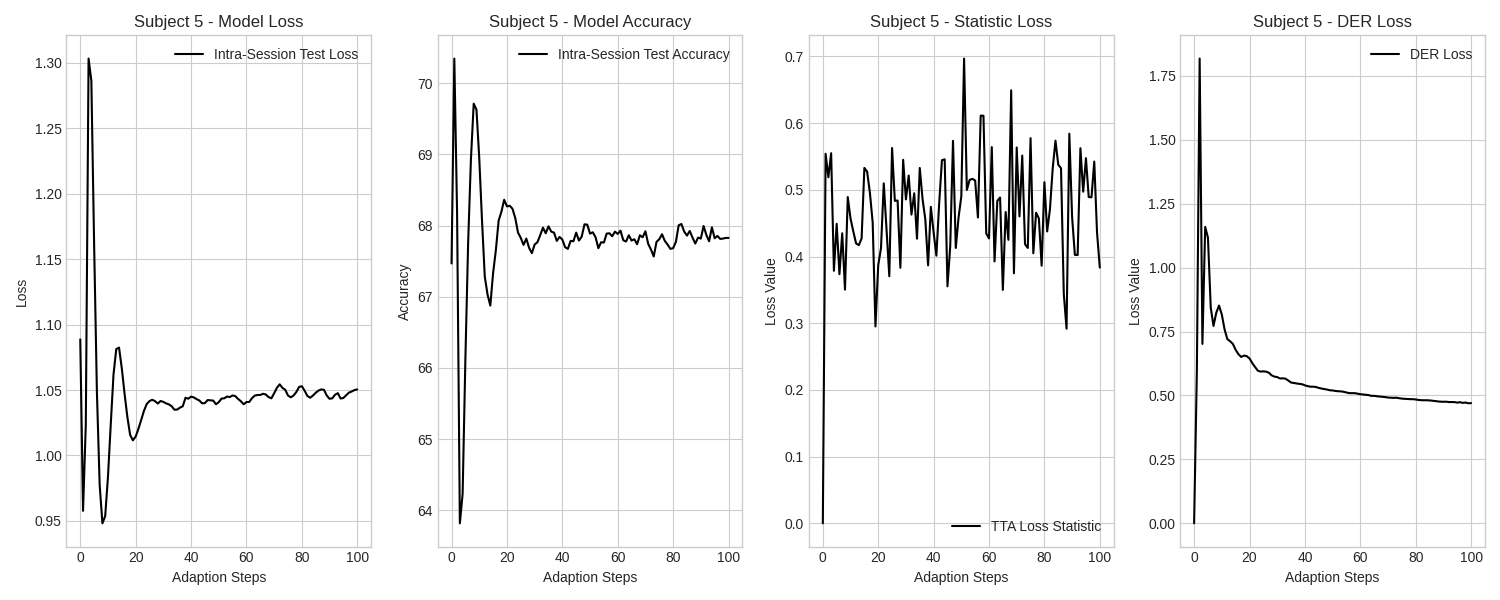 Subject 5 - Model Loss
Intra-Session Test Loss
1.30
1.25
1.20
1.15
1.10
1.05
1.00
0.95
Loss
0 20 40 60 80 100
Adaption Steps
Subject 5 - Model Accuracy
Intra-Session Test Accuracy
70
69
68
67
66
65
64
Accuracy
0 20 40 60 80 100
Adaption Steps
Subject 5 - Statistic Loss
0.7
0.6
0.5
0.4
0.3
0.2
0.1
0.0
Loss Value
TTA Loss Statistic
0 20 40 60 80 100
Adaption Steps
Subject 5 - DER Loss
DER Loss
1.75
1.50
1.25
1.00
0.75
0.50
0.25
0.00
Loss Value
0 20 40 60 80 100
Adaption Steps